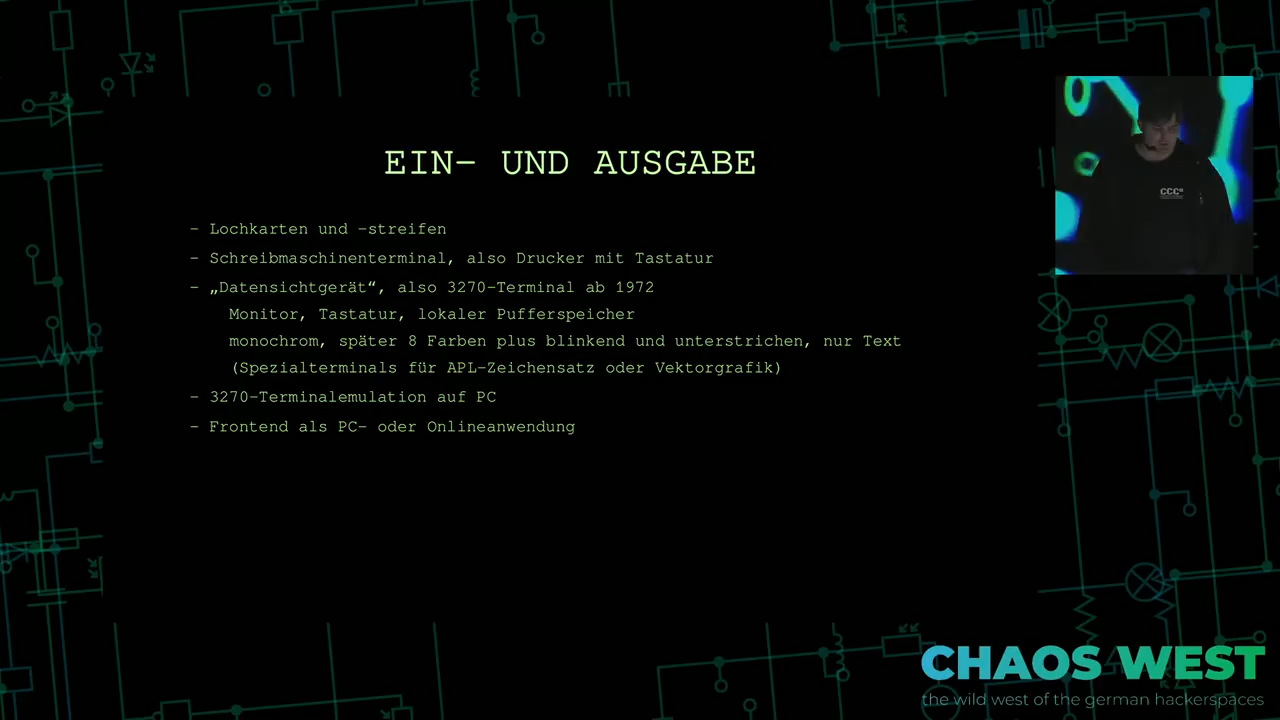 EIN- UND AUSGABE
- Lochkarten und -streifen
- Schreibmaschinenterminal, also Drucker mit Tastatur
- „Datensichtgerät“, also 3270-Terminal ab 1972
Monitor, Tastatur, lokaler Pufferspeicher
monochrom, später 8 Farben plus blinkend und unterstrichen, nur Text
(Spezialterminals für APL-Zeichensatz oder Vektorgrafik)
- 3270-Terminalemulation auf PC
- Frontend als PC- oder Onlineanwendung
CCC
CHAOS WEST
the wild west of the german hackerspaces